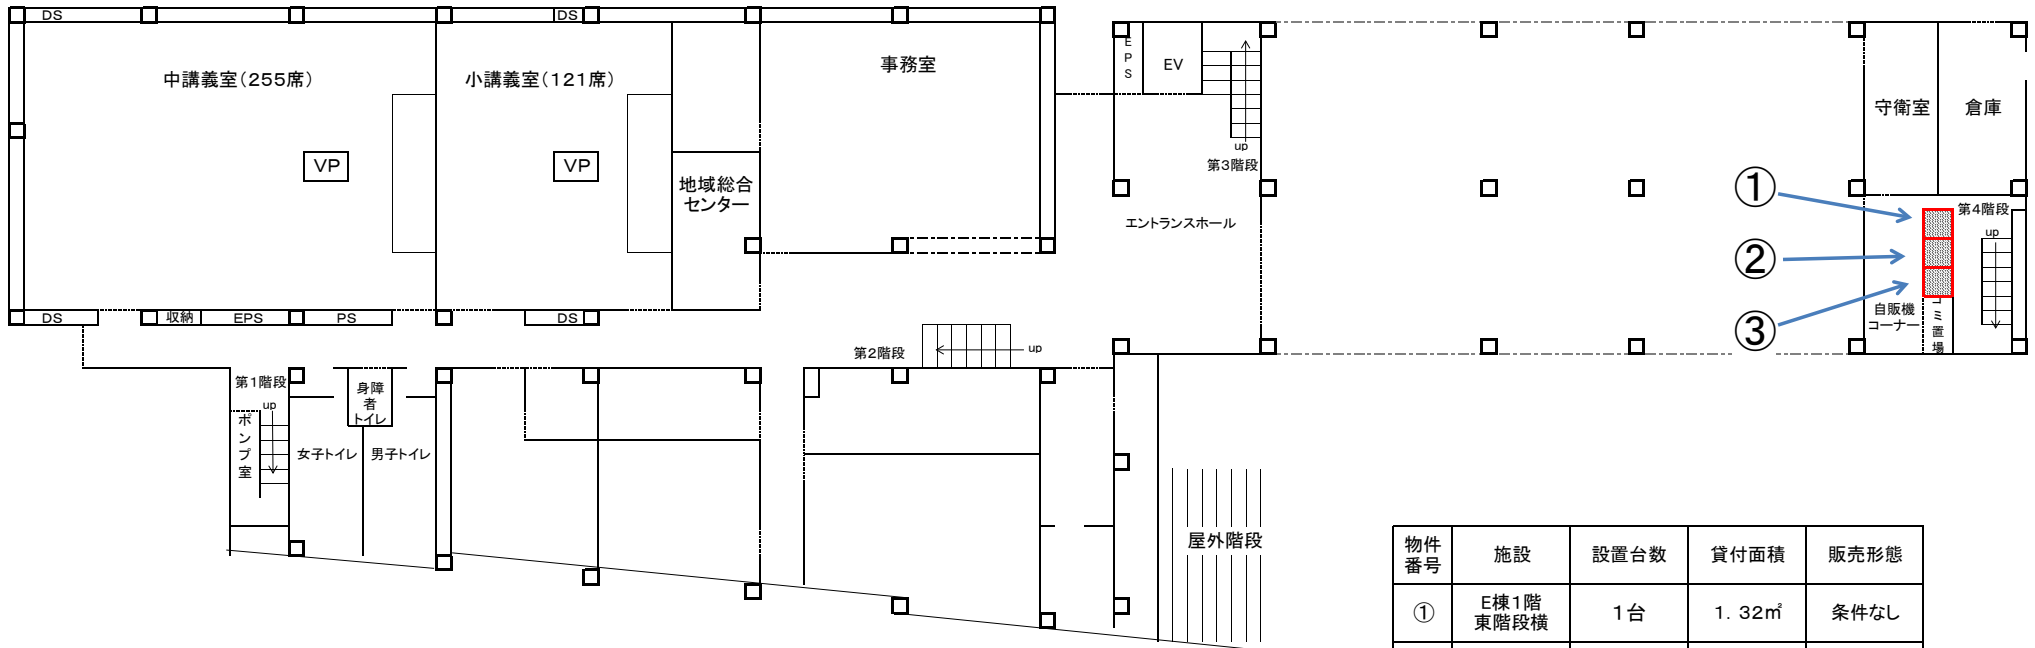 DS
DS
中講義室(255席)
小講義室(121席)
事務室
EPS
EV
up
第3階段
守衛室
倉庫
VP
VP
地域総合
センター
エントランスホール
①
②
③
第4階段
up
自販機
コーナー
ゴミ置場
DS
収納
EPS
PS
DS
第2階段
up
第1階段
up
ポンプ室
身障
者
トイレ
女子トイレ
男子トイレ
屋外階段
物件
番号
施設
設置台数
貸付面積
販売形態
①
E棟1階
東階段横
1台
1.32㎡
条件なし